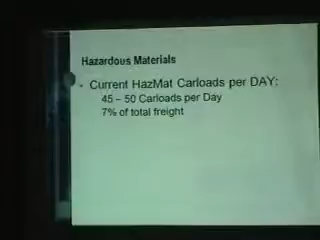 Hazardous Materials
- Current HazMat Carloads per DAY:
45 – 50 Carloads per Day
7% of total freight